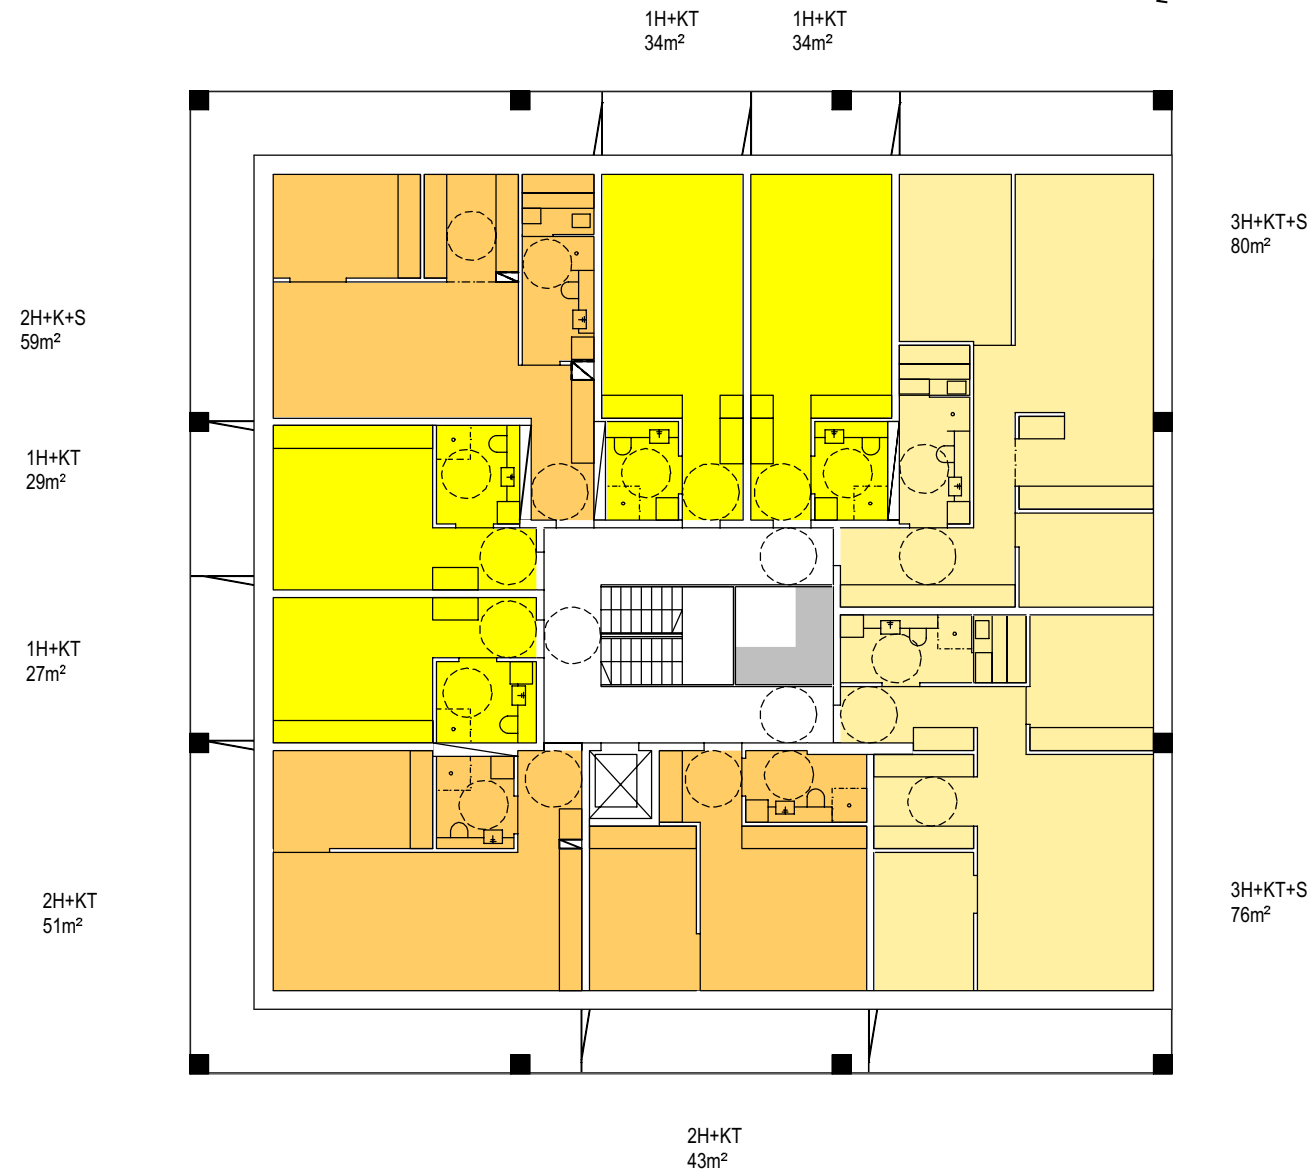 1H+KT
34m²
1H+KT
34m²
3H+KT+S
80m²
2H+K+S
59m²
1H+KT
29m²
1H+KT
27m²
2H+KT
51m²
3H+KT+S
76m²
2H+KT
43m²